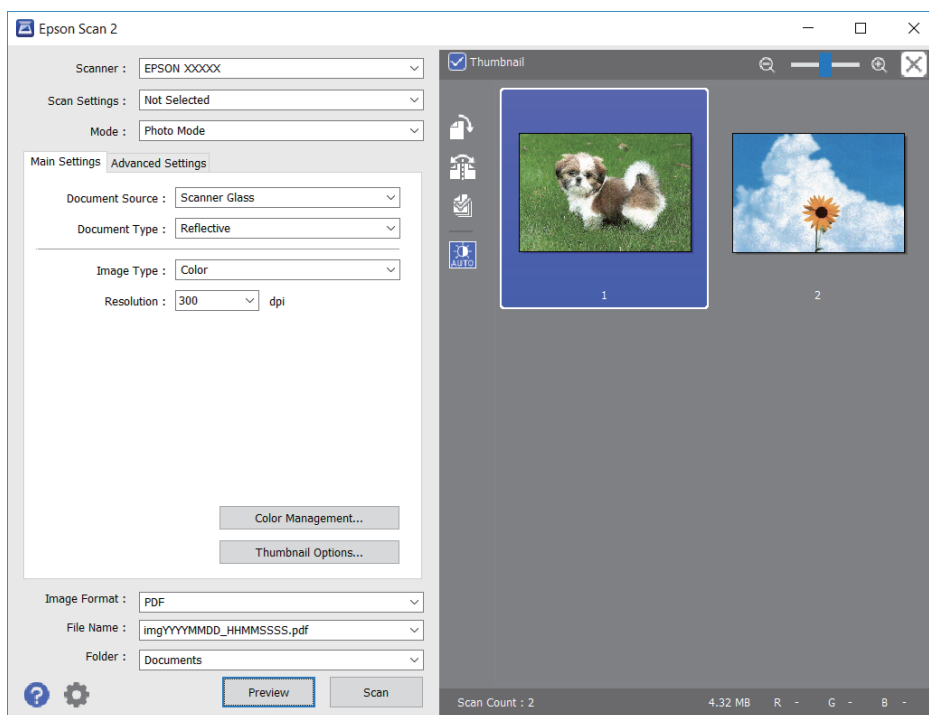 Epson Scan 2
Scanner : EPSON XXXXX
Scan Settings : Not Selected
Mode : Photo Mode
Main Settings Advanced Settings
Document Source : Scanner Glass
Document Type : Reflective
Image Type : Color
Resolution : 300 dpi
Color Management...
Thumbnail Options...
Image Format : PDF
File Name : imgYYYYMMDD_HHMMSSSS.pdf
Folder : Documents
? Preview Scan
Thumbnail
AUTO
1 2
Scan Count : 2 4.32 MB R - G - B -